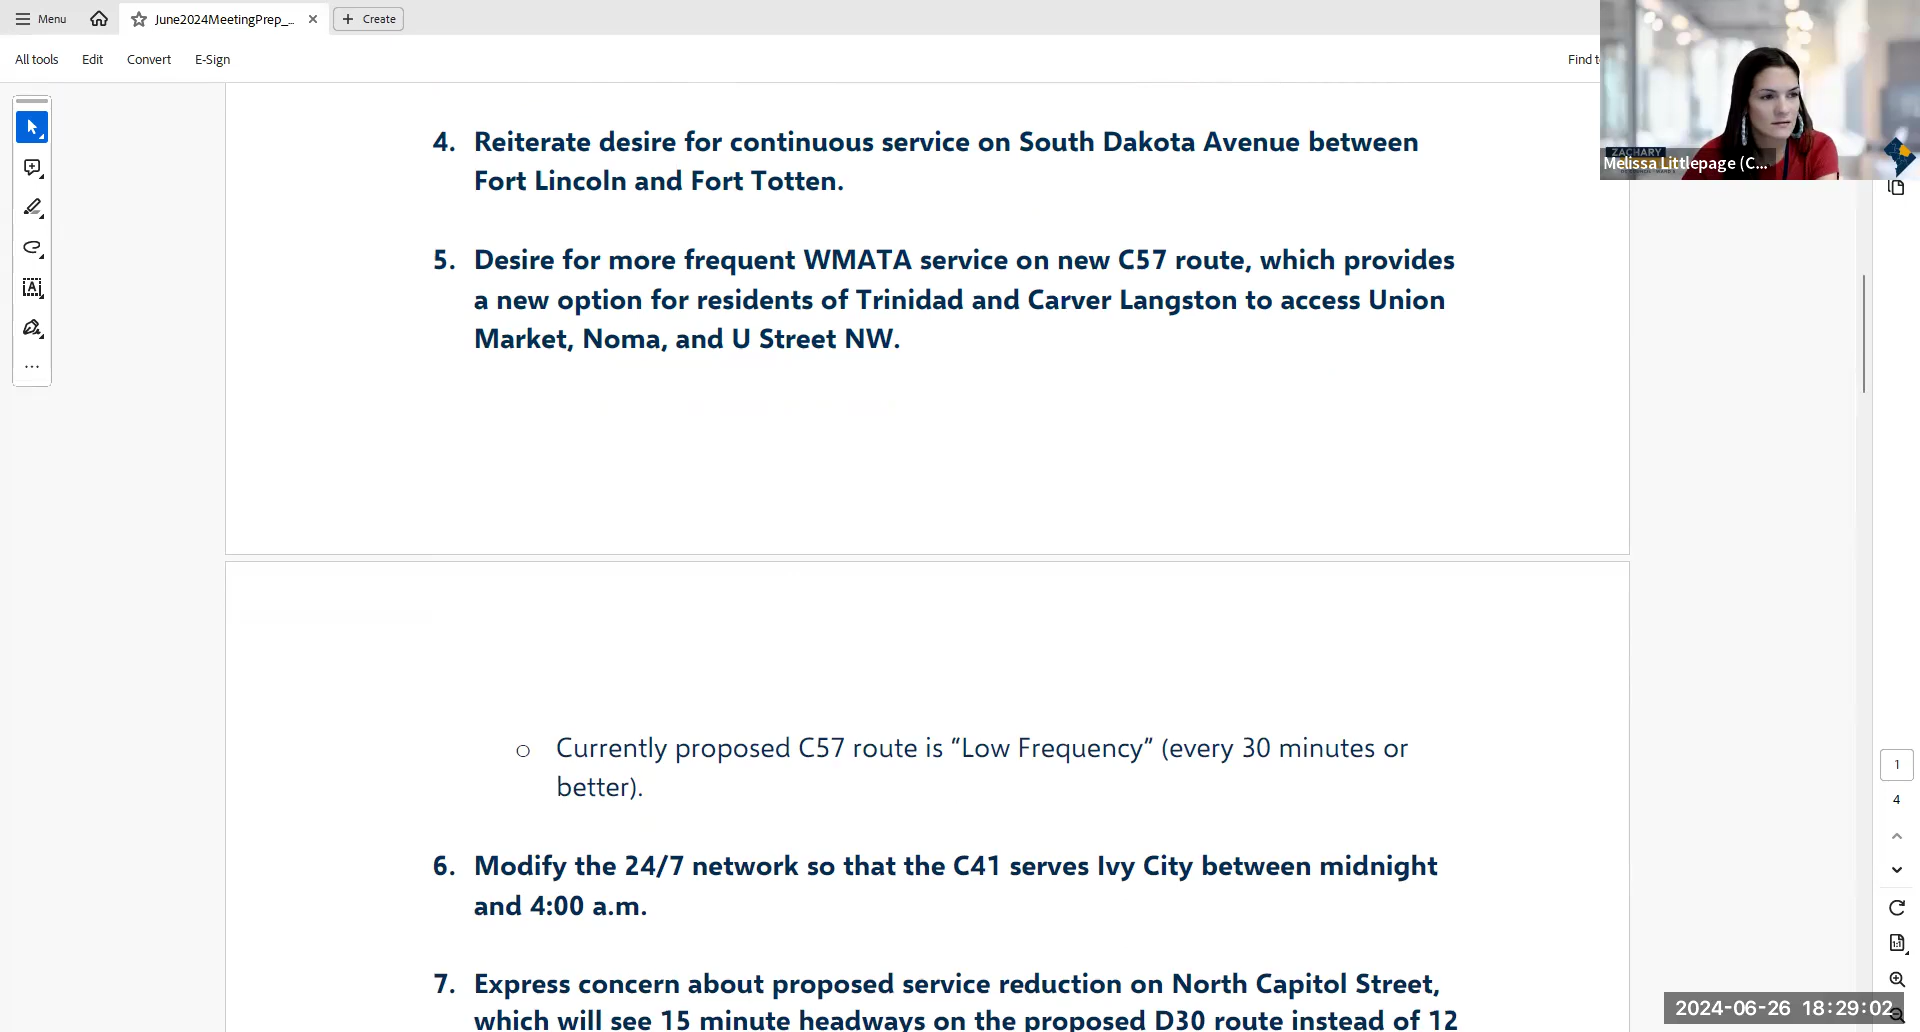 Menu
June2024MeetingPrep_...
Create
All tools
Edit
Convert
E-Sign
Find t
ZACHARY
Melissa Littlepage (C...
4. Reiterate desire for continuous service on South Dakota Avenue between
Fort Lincoln and Fort Totten.
5. Desire for more frequent WMATA service on new C57 route, which provides
a new option for residents of Trinidad and Carver Langston to access Union
Market, Noma, and U Street NW.
○ Currently proposed C57 route is “Low Frequency” (every 30 minutes or
better).
6. Modify the 24/7 network so that the C41 serves Ivy City between midnight
and 4:00 a.m.
7. Express concern about proposed service reduction on North Capitol Street,
which will see 15 minute headways on the proposed D30 route instead of 12
1
4
2024-06-26 18:29:02